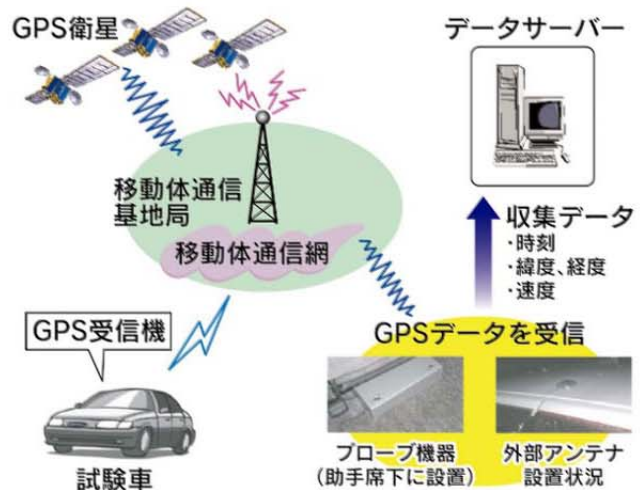 GPS衛星
データサーバー
移動体通信
基地局
移動体通信網
収集データ
・時刻
・緯度、経度
・速度
GPS受信機
GPSデータを受信
試験車
プローブ機器
(助手席下に設置)
外部アンテナ
設置状況